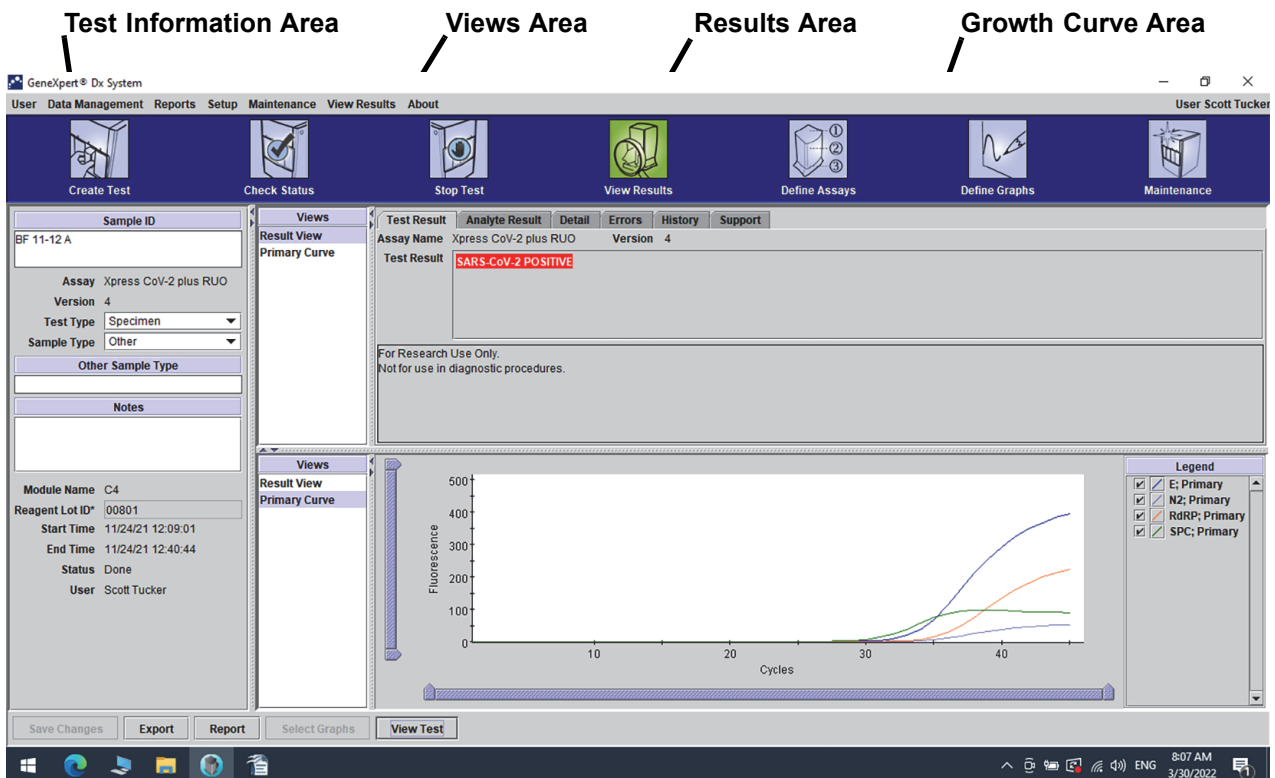 Test Information Area
Views Area
Results Area
Growth Curve Area
GeneXpert® Dx System
User Data Management Reports Setup Maintenance View Results About
User Scott Tucker
①
②
③
Create Test
Check Status
Stop Test
View Results
Define Assays
Define Graphs
Maintenance
Sample ID
BF 11-12 A
Assay Xpress CoV-2 plus RUO
Version 4
Test Type Specimen
Sample Type Other
Other Sample Type
Notes
Module Name C4
Reagent Lot ID* 00801
Start Time 11/24/21 12:09:01
End Time 11/24/21 12:40:44
Status Done
User Scott Tucker
Views
Result View
Primary Curve
Test Result Analyte Result Detail Errors History Support
Assay Name Xpress CoV-2 plus RUO Version 4
Test Result SARS-CoV-2 POSITIVE
For Research Use Only.
Not for use in diagnostic procedures.
Views
Result View
Primary Curve
500
400
300
200
100
0
Fluorescence
10 20 30 40
Cycles
Legend
E; Primary
N2; Primary
RdRP; Primary
SPC; Primary
Save Changes Export Report Select Graphs View Test
ENG
8:07 AM
3/30/2022